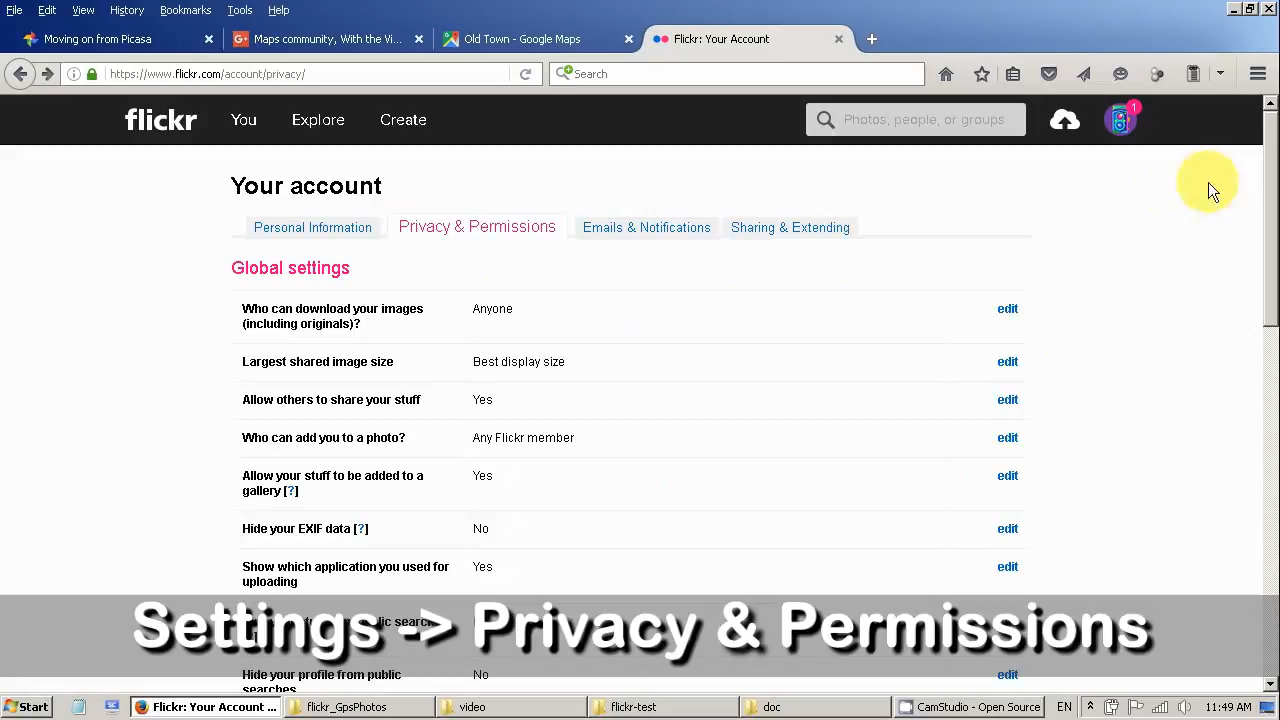 File Edit View History Bookmarks Tools Help
Moving on from Picasa
Maps community, With the Vi...
Old Town - Google Maps
Flickr: Your Account
https://www.flickr.com/account/privacy/
Search
flickr You Explore Create
Photos, people, or groups
1
Your account
Personal Information
Privacy & Permissions
Emails & Notifications
Sharing & Extending
Global settings
Who can download your images Anyone edit
(including originals)?
Largest shared image size Best display size edit
Allow others to share your stuff Yes edit
Who can add you to a photo? Any Flickr member edit
Allow your stuff to be added to a Yes edit
gallery [?]
Hide your EXIF data [?] No edit
Show which application you used for Yes edit
uploading
Settings -> Privacy & Permissions
Hide your profile from public No edit
searches
Start
Flickr: Your Account ...
flickr_GpsPhotos
video
flickr-test
doc
CamStudio - Open Source
EN
11:49 AM